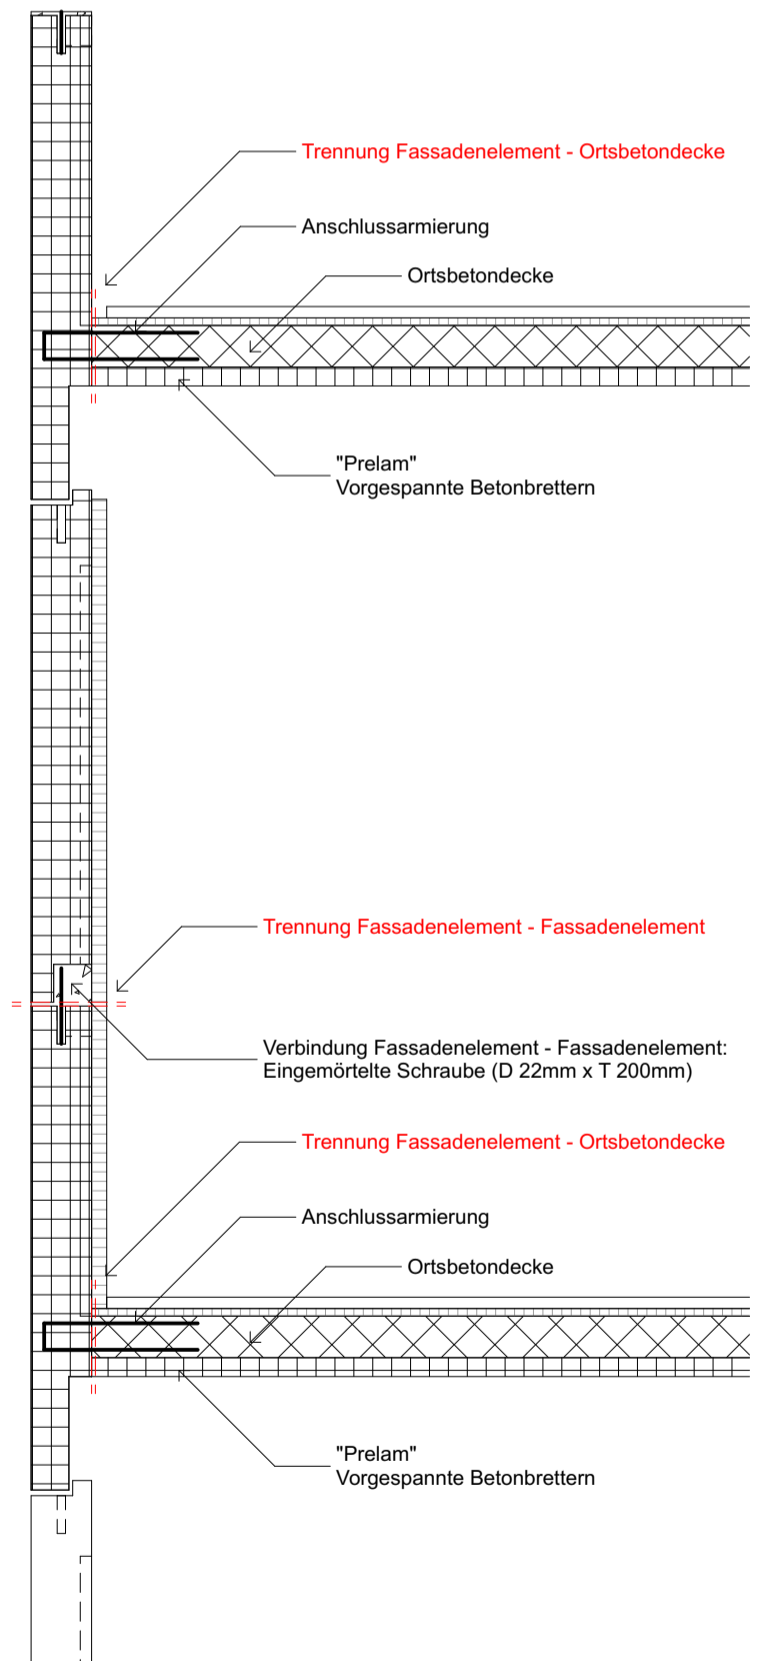 Trennung Fassadenelement - Ortsbetondecke
Anschlussarmierung
Ortsbetondecke
"Prelam"
Vorgespannte Betonbrettern
Trennung Fassadenelement - Fassadenelement
Verbindung Fassadenelement - Fassadenelement:
Eingemörtelte Schraube (D 22mm x T 200mm)
Trennung Fassadenelement - Ortsbetondecke
Anschlussarmierung
Ortsbetondecke
"Prelam"
Vorgespannte Betonbrettern